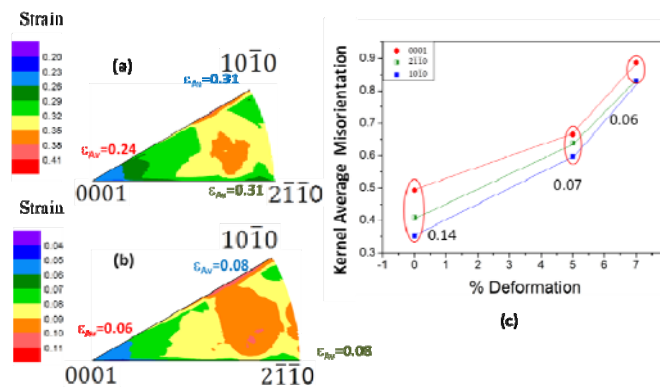 Strain
0.20
0.23
0.26
0.29
0.32
0.35
0.38
0.41
(a)
101̄0
εAv=0.31
εAv=0.24
εAv=0.31
0001
21̄1̄0
Strain
0.04
0.05
0.06
0.07
0.08
0.09
0.10
0.11
(b)
101̄0
εAv=0.08
εAv=0.06
εAv=0.08
0001
21̄1̄0
Kernel Average Misorientation
0.9
0.8
0.7
0.6
0.5
0.4
0.3
0001
21̄1̄0
101̄0
0.06
0.07
0.14
-1 0 1 2 3 4 5 6 7 8
% Deformation
(c)